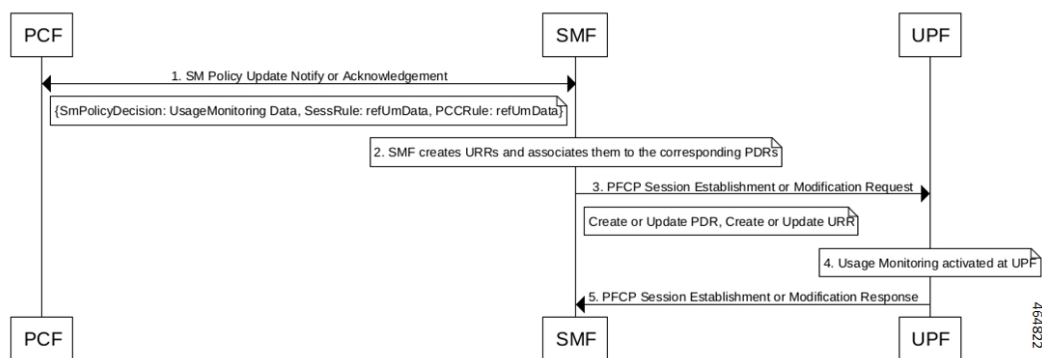 PCF
SMF
UPF
1. SM Policy Update Notify or Acknowledgement
{SmPolicyDecision: UsageMonitoring Data, SessRule: refUmData, PCCRule: refUmData}
2. SMF creates URRs and associates them to the corresponding PDRs
3. PFCP Session Establishment or Modification Request
Create or Update PDR, Create or Update URR
4. Usage Monitoring activated at UPF
5. PFCP Session Establishment or Modification Response
PCF
SMF
UPF
464822